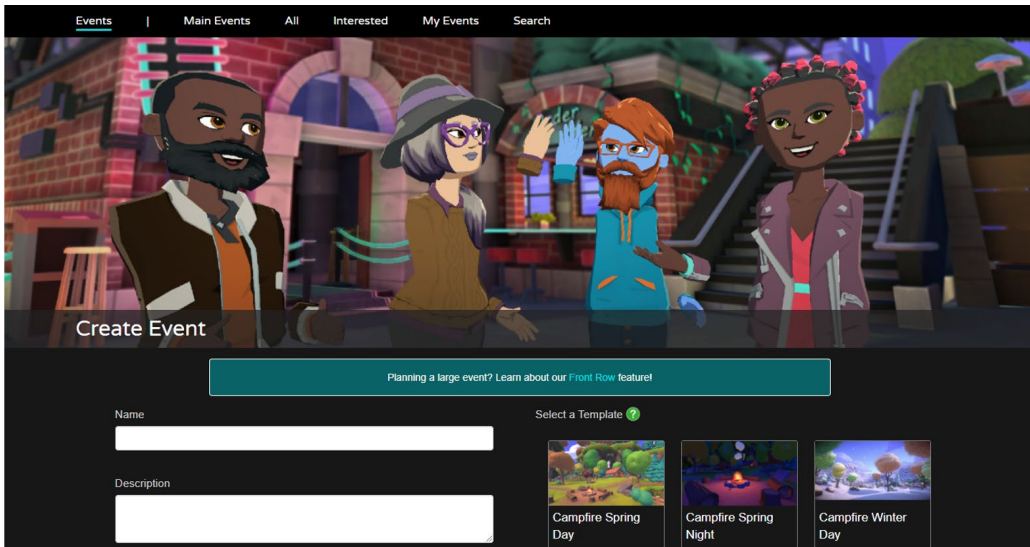 Events | Main Events All Interested My Events Search
Create Event
Planning a large event? Learn about our Front Row feature!
Name
Select a Template ?
Description
Campfire Spring
Day
Campfire Spring
Night
Campfire Winter
Day